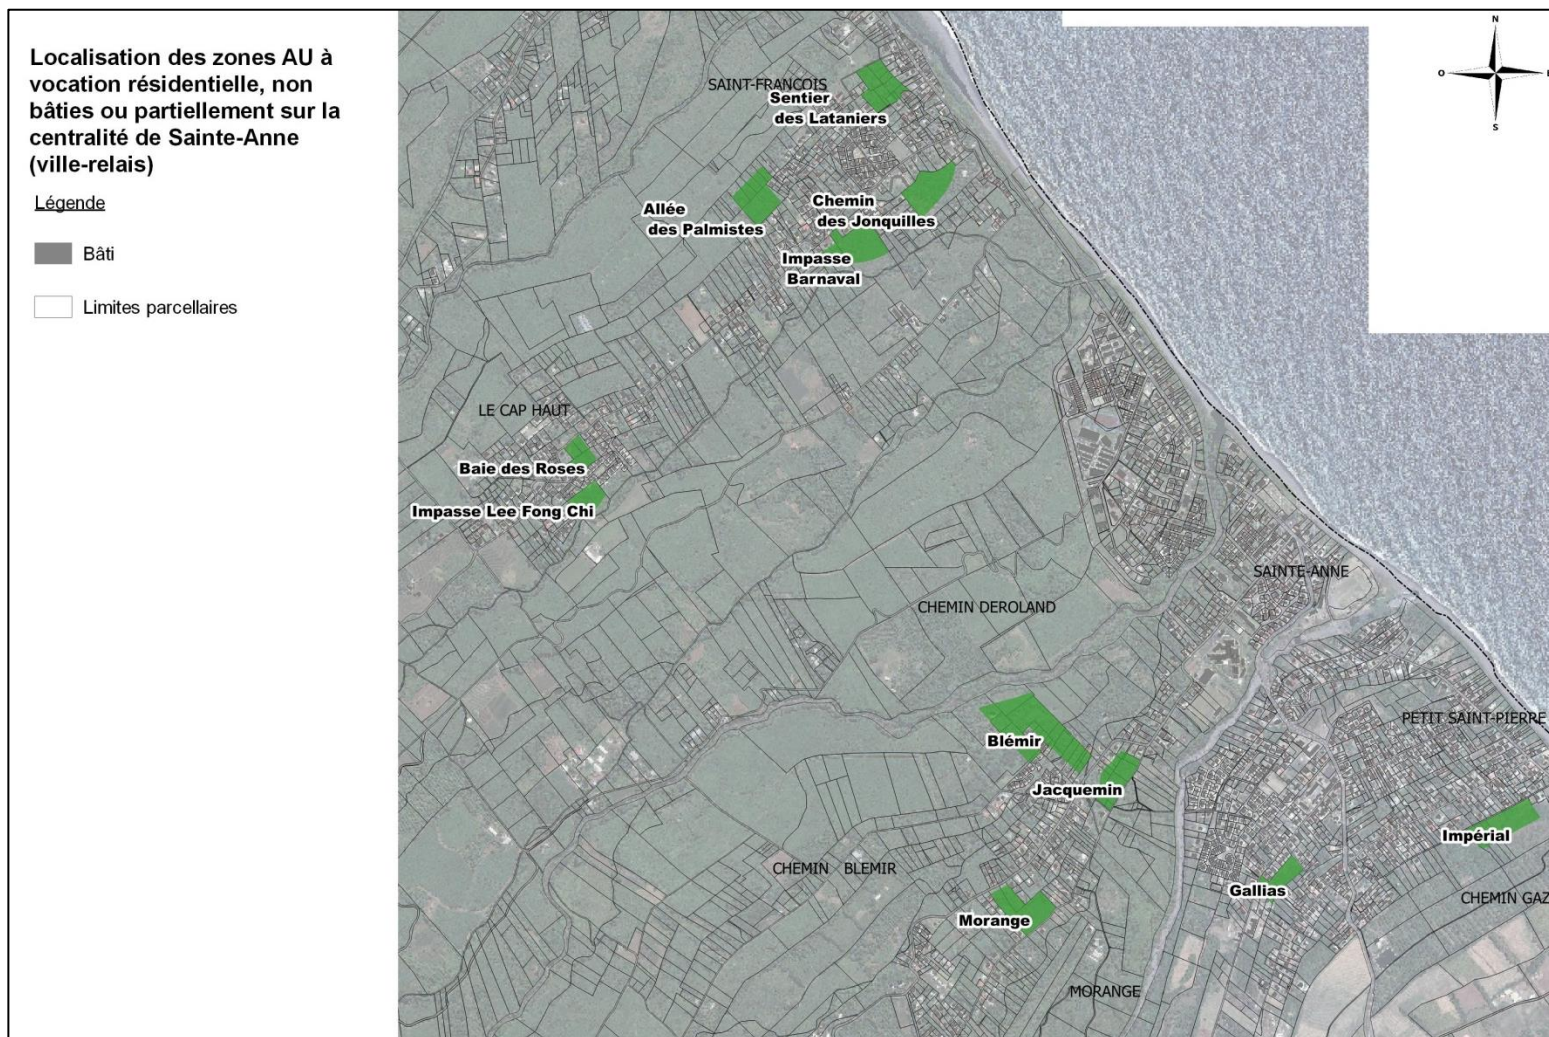 Localisation des zones AU à
vocation résidentielle, non
bâties ou partiellement sur la
centralité de Sainte-Anne
(ville-relais)
Légende
Bâti
Limites parcellaires
N
O
E
S
SAINT-FRANCOIS
Sentier
des Lataniers
Allée
des Palmistes
Chemin
des Jonquilles
Impasse
Barnaval
LE CAP HAUT
Baie des Roses
Impasse Lee Fong Chi
SAINTE-ANNE
CHEMIN DEROLAND
PETIT SAINT-PIERRE
Blémir
Jacquemin
Impérial
CHEMIN BLEMIR
Gallias
CHEMIN GAZ
Morange
MORANGE